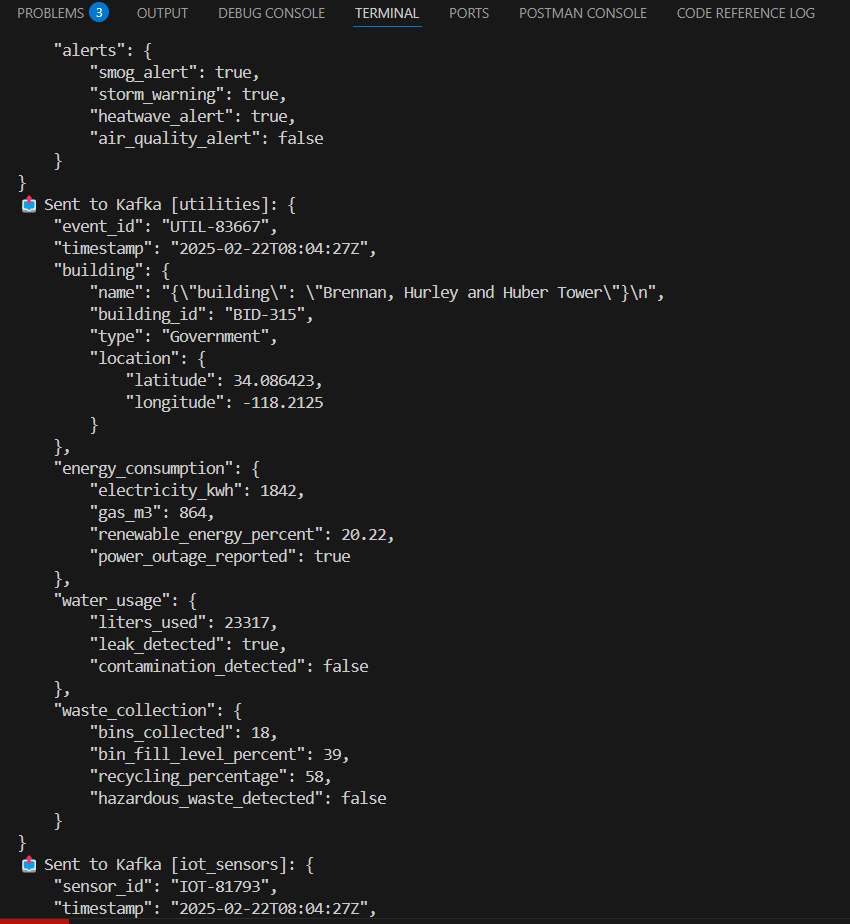 PROBLEMS 3 OUTPUT DEBUG CONSOLE TERMINAL PORTS POSTMAN CONSOLE CODE REFERENCE LOG
    "alerts": {
        "smog_alert": true,
        "storm_warning": true,
        "heatwave_alert": true,
        "air_quality_alert": false
    }
}
📤 Sent to Kafka [utilities]: {
    "event_id": "UTIL-83667",
    "timestamp": "2025-02-22T08:04:27Z",
    "building": {
        "name": "{\"building\": \"Brennan, Hurley and Huber Tower\"}\n",
        "building_id": "BID-315",
        "type": "Government",
        "location": {
            "latitude": 34.086423,
            "longitude": -118.2125
        }
    },
    "energy_consumption": {
        "electricity_kwh": 1842,
        "gas_m3": 864,
        "renewable_energy_percent": 20.22,
        "power_outage_reported": true
    },
    "water_usage": {
        "liters_used": 23317,
        "leak_detected": true,
        "contamination_detected": false
    },
    "waste_collection": {
        "bins_collected": 18,
        "bin_fill_level_percent": 39,
        "recycling_percentage": 58,
        "hazardous_waste_detected": false
    }
}
📤 Sent to Kafka [iot_sensors]: {
    "sensor_id": "IOT-81793",
    "timestamp": "2025-02-22T08:04:27Z",